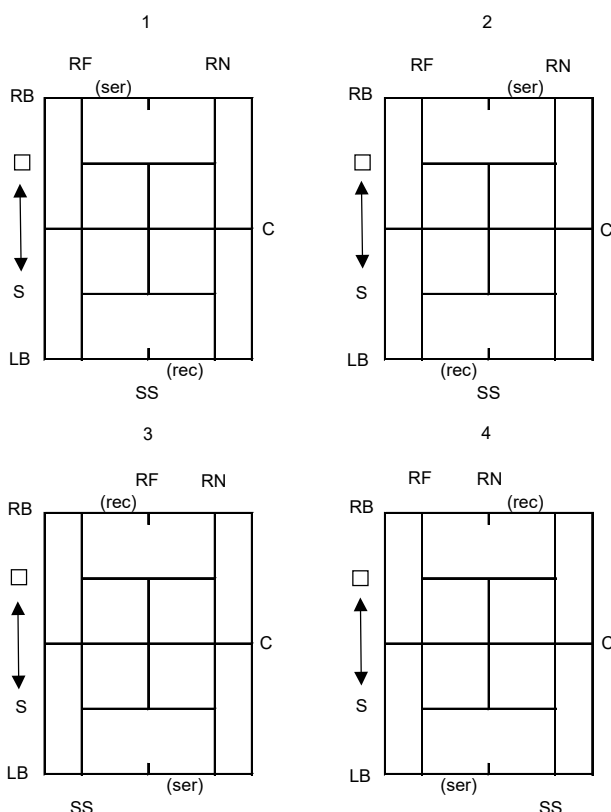 1
RF RN
(ser)
RB
C
S
LB
(rec)
SS
2
RF RN
(ser)
RB
C
S
LB
(rec)
SS
3
RF RN
(rec)
RB
C
S
LB
(ser)
SS
4
RF RN
(rec)
RB
C
S
LB
(ser)
SS